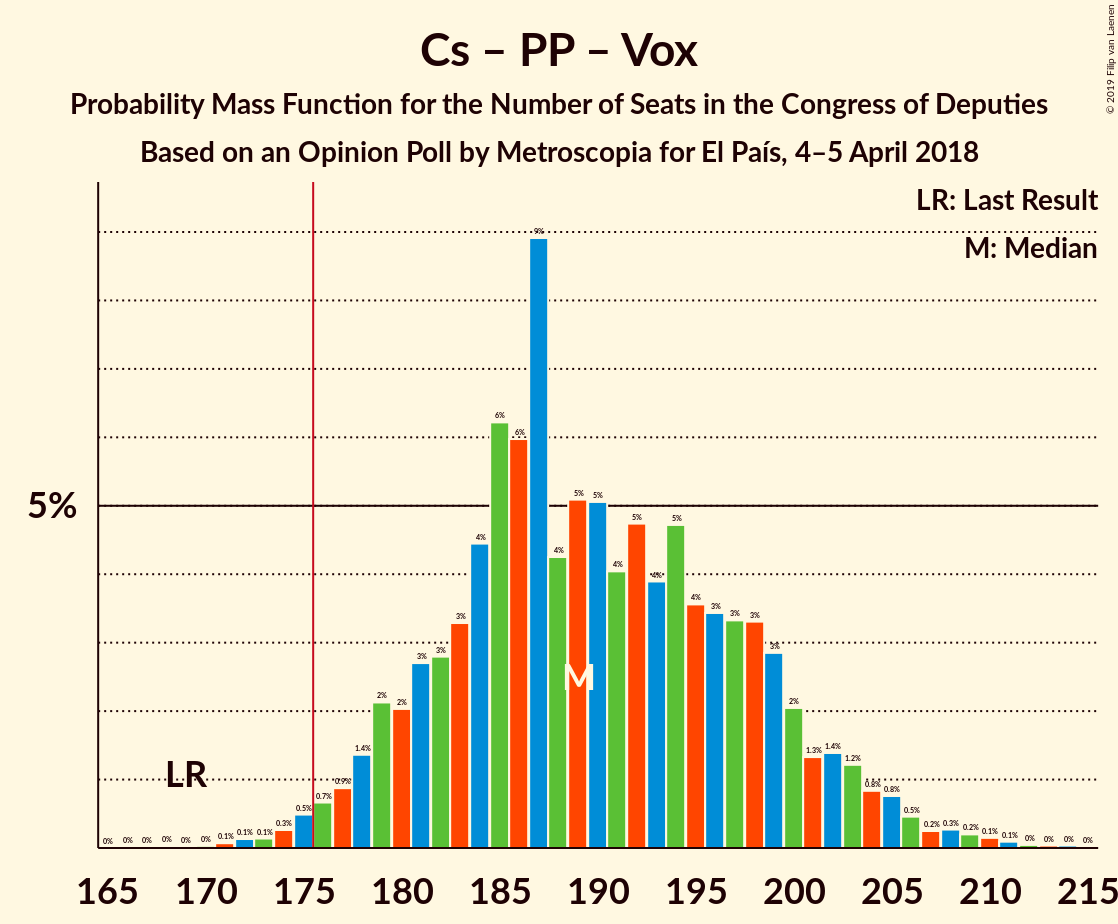 Cs – PP – Vox
Probability Mass Function for the Number of Seats in the Congress of Deputies
Based on an Opinion Poll by Metroscopia for El País, 4–5 April 2018
© 2019 Filip van Laenen
LR: Last Result
M: Median
5%
LR
M
0% 0% 0% 0% 0% 0% 0.1% 0.1% 0.1% 0.3% 0.5% 0.7% 0.9% 1.4% 2% 2% 3% 3% 3% 4% 6% 6% 9% 4% 5% 5% 4% 5% 4% 5% 4% 3% 3% 3% 3% 2% 1.3% 1.4% 1.2% 0.8% 0.8% 0.5% 0.2% 0.3% 0.2% 0.1% 0.1% 0% 0% 0% 0%
165 170 175 180 185 190 195 200 205 210 215